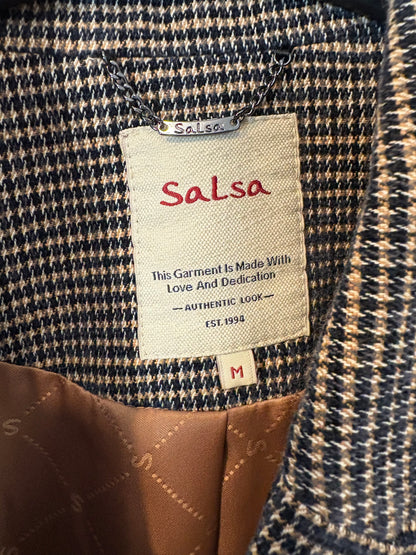 Salsa
Salsa
This Garment Is Made With
Love And Dedication
— AUTHENTIC LOOK —
EST. 1994
M
S
S
S